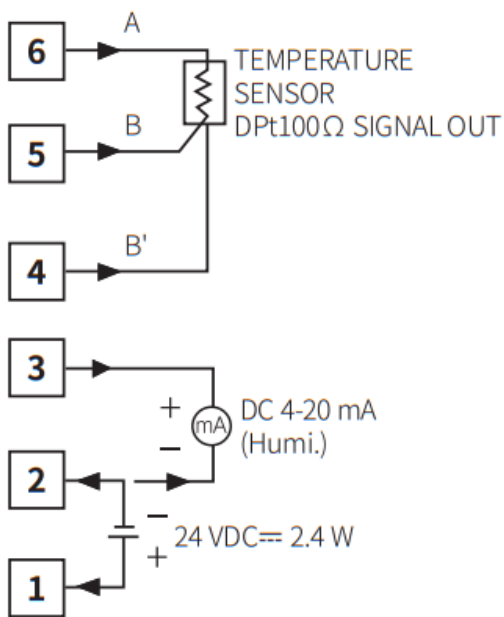 6
A
TEMPERATURE
SENSOR
DPt100Ω SIGNAL OUT
5
B
4
B'
3
+
mA
−
DC 4-20 mA
(Humi.)
2
−
+
24 VDC⎓ 2.4 W
1